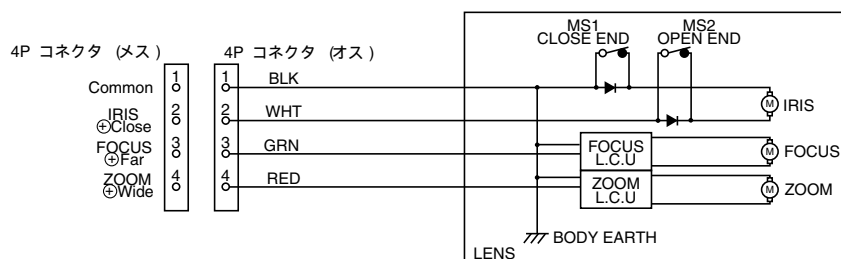 MS1
CLOSE END
MS2
OPEN END
4P コネクタ (メス)
4P コネクタ (オス)
Common
1
1
BLK
IRIS
⊕Close
2
2
WHT
M
IRIS
FOCUS
⊕Far
3
3
GRN
FOCUS
L.C.U
M
FOCUS
ZOOM
⊕Wide
4
4
RED
ZOOM
L.C.U
M
ZOOM
BODY EARTH
LENS